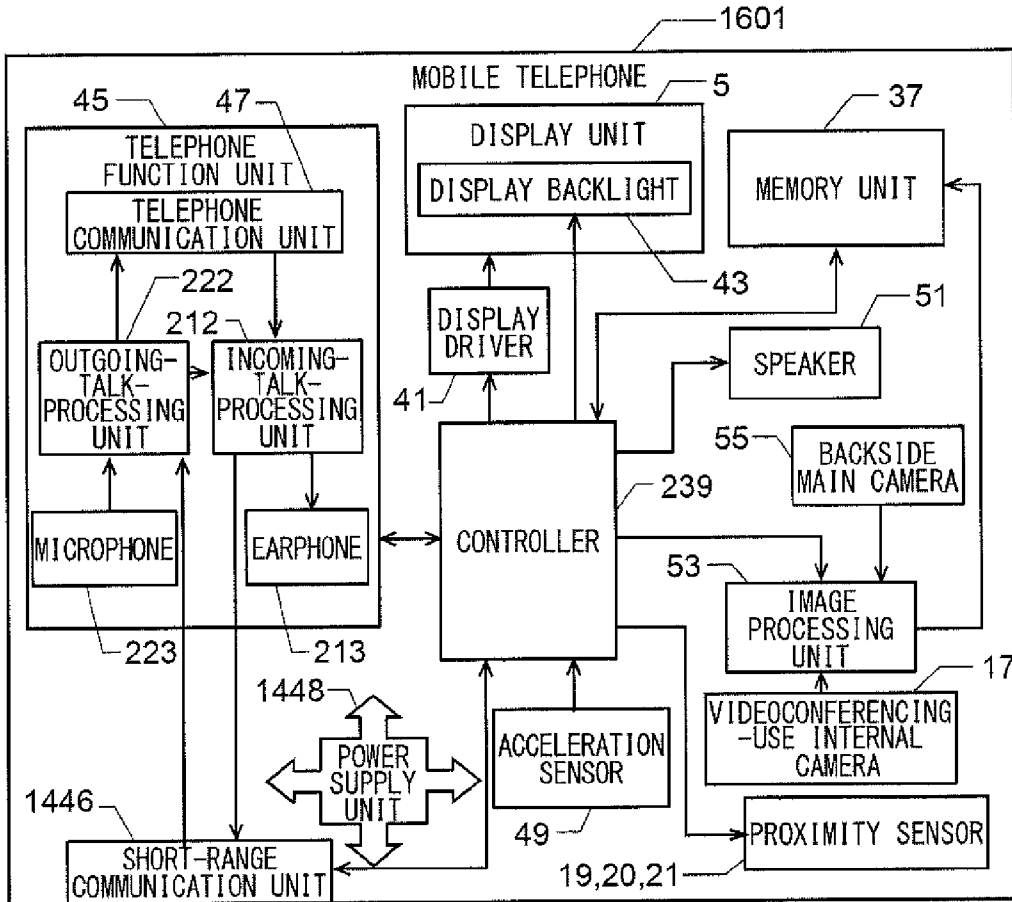 1601
MOBILE TELEPHONE
45
47
5
37
TELEPHONE
FUNCTION UNIT
TELEPHONE
COMMUNICATION UNIT
DISPLAY UNIT
DISPLAY BACKLIGHT
MEMORY UNIT
222
43
212
51
DISPLAY
DRIVER
41
OUTGOING-
TALK-
PROCESSING
UNIT
INCOMING-
TALK-
PROCESSING
UNIT
SPEAKER
55
BACKSIDE
MAIN CAMERA
239
MICROPHONE
EARPHONE
CONTROLLER
53
IMAGE
PROCESSING
UNIT
223
213
17
1448
POWER
SUPPLY
UNIT
ACCELERATION
SENSOR
VIDEOCONFERENCING
-USE INTERNAL
CAMERA
1446
49
PROXIMITY SENSOR
SHORT-RANGE
COMMUNICATION UNIT
19,20,21